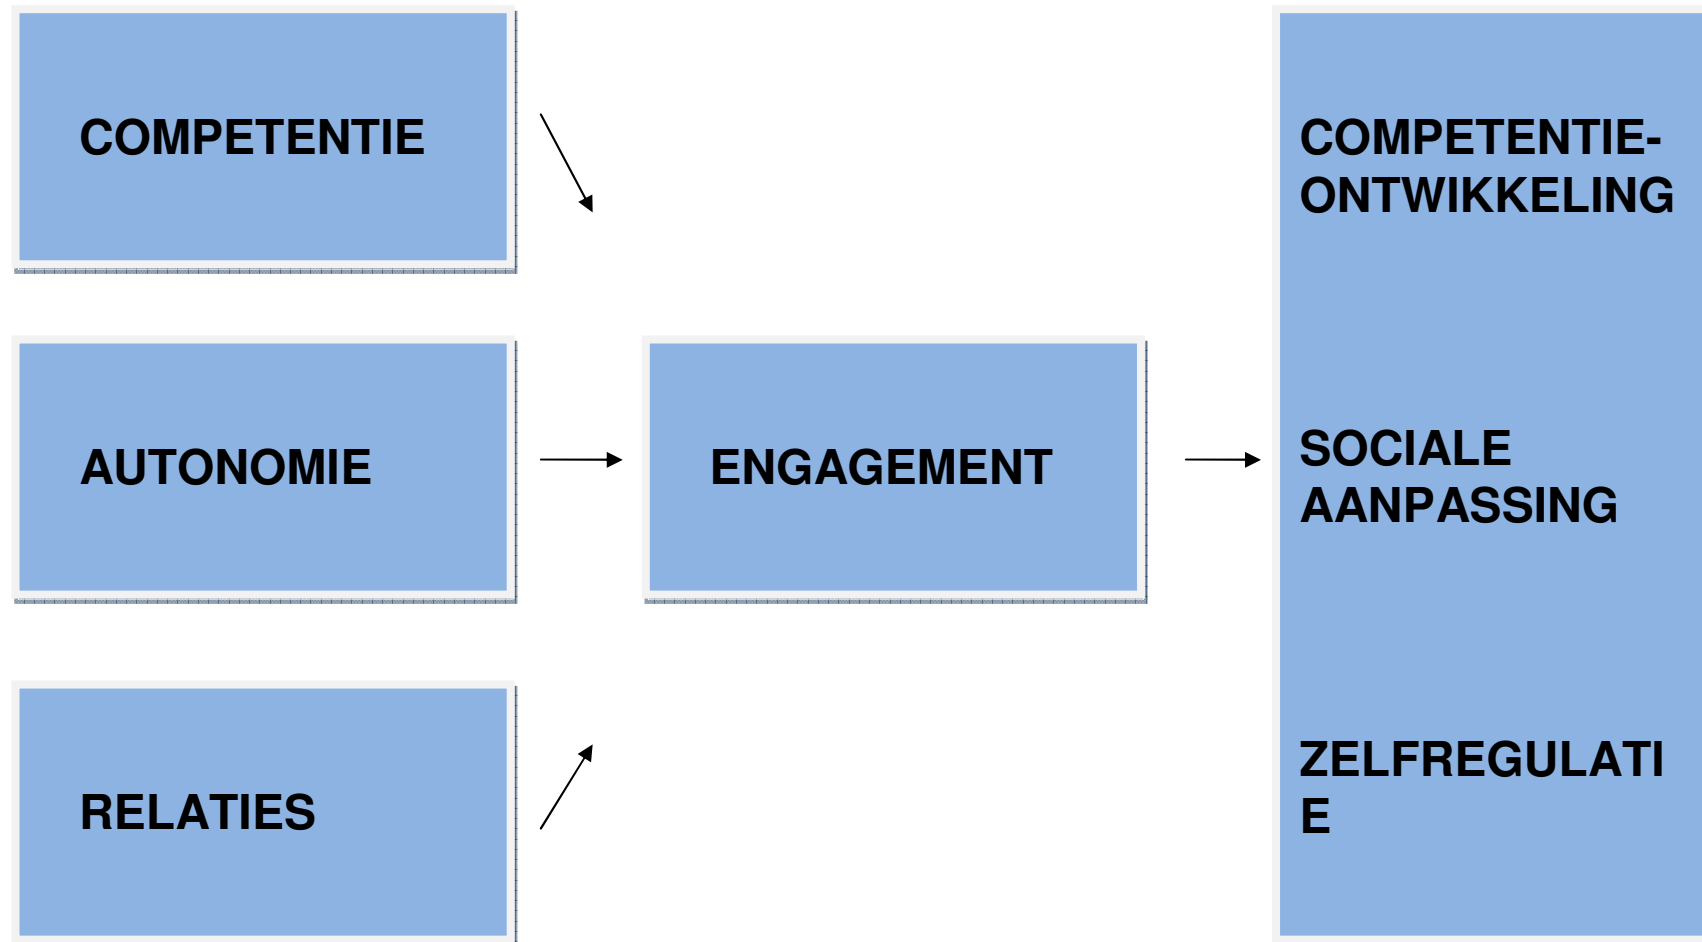 COMPETENTIE
AUTONOMIE
RELATIES
ENGAGEMENT
COMPETENTIE-
ONTWIKKELING
SOCIALE
AANPASSING
ZELFREGULATI
E